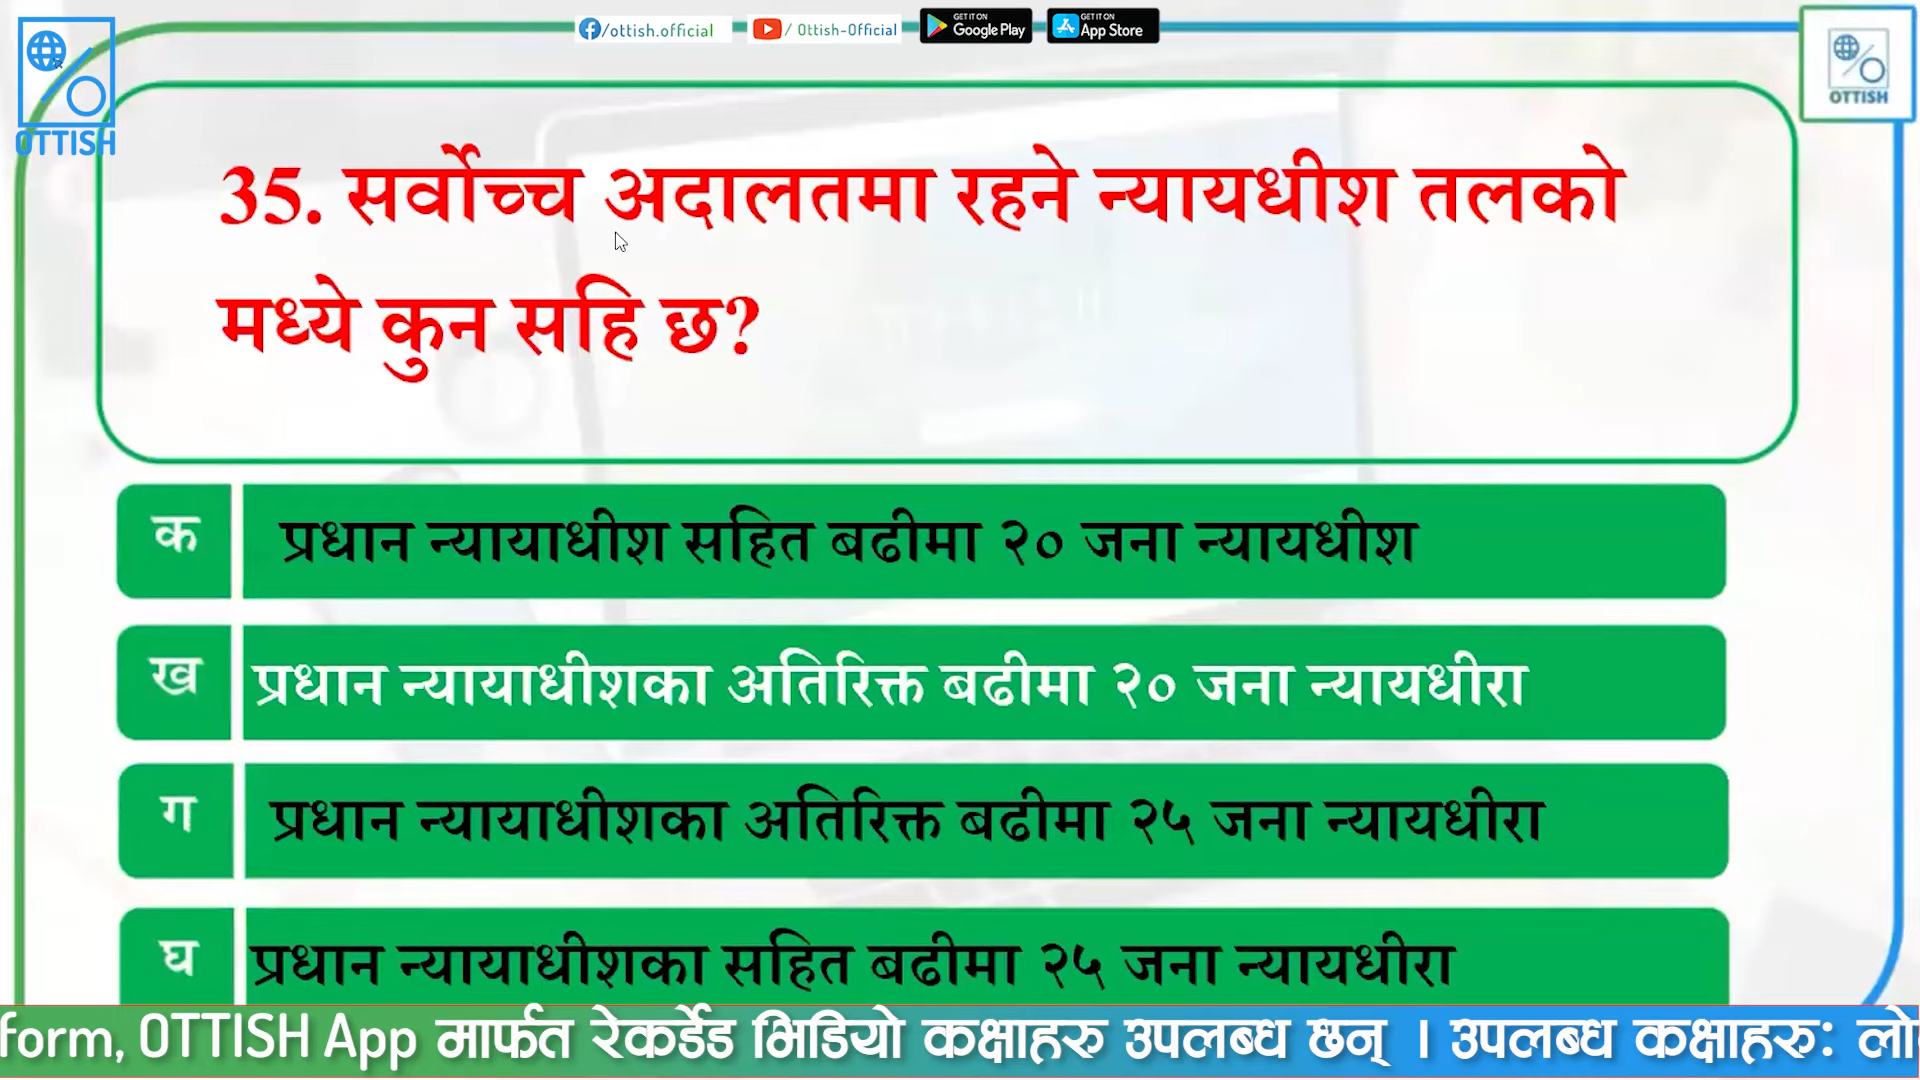 /ottish.official
/ Ottish-Official
GET IT ON
Google Play
GET IT ON
App Store
OTTISH
OTTISH
35. सर्वोच्च अदालतमा रहने न्यायधीश तलको
मध्ये कुन सहि छ?
क
प्रधान न्यायाधीश सहित बढीमा २० जना न्यायधीश
ख
प्रधान न्यायाधीशका अतिरिक्त बढीमा २० जना न्यायधीरा
ग
प्रधान न्यायाधीशका अतिरिक्त बढीमा २५ जना न्यायधीरा
घ
प्रधान न्यायाधीशका सहित बढीमा २५ जना न्यायधीरा
form, OTTISH App मार्फत रेकर्डेड भिडियो कक्षाहरु उपलब्ध छन् । उपलब्ध कक्षाहरु: लो